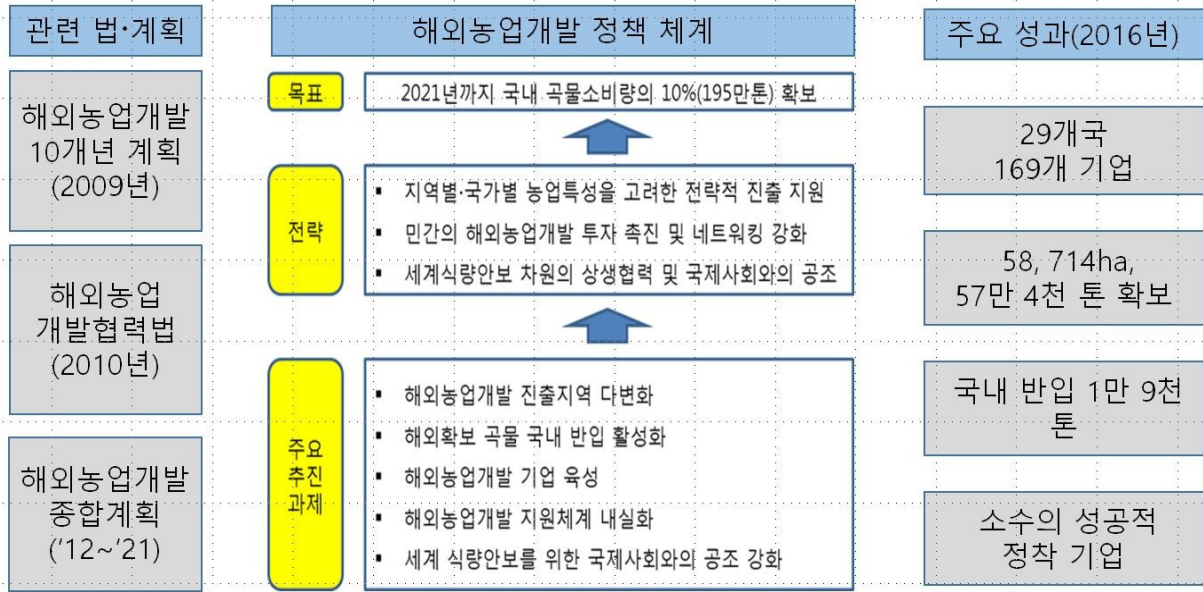 관련 법·계획
해외농업개발
10개년 계획
(2009년)
해외농업
개발협력법
(2010년)
해외농업개발
종합계획
('12~'21)
해외농업개발 정책 체계
목표
2021년까지 국내 곡물소비량의 10%(195만톤) 확보
전략
▪ 지역별·국가별 농업특성을 고려한 전략적 진출 지원
▪ 민간의 해외농업개발 투자 촉진 및 네트워킹 강화
▪ 세계식량안보 차원의 상생협력 및 국제사회와의 공조
주요
추진
과제
▪ 해외농업개발 진출지역 다변화
▪ 해외확보 곡물 국내 반입 활성화
▪ 해외농업개발 기업 육성
▪ 해외농업개발 지원체계 내실화
▪ 세계 식량안보를 위한 국제사회와의 공조 강화
주요 성과(2016년)
29개국
169개 기업
58, 714ha,
57만 4천 톤 확보
국내 반입 1만 9천
톤
소수의 성공적
정착 기업